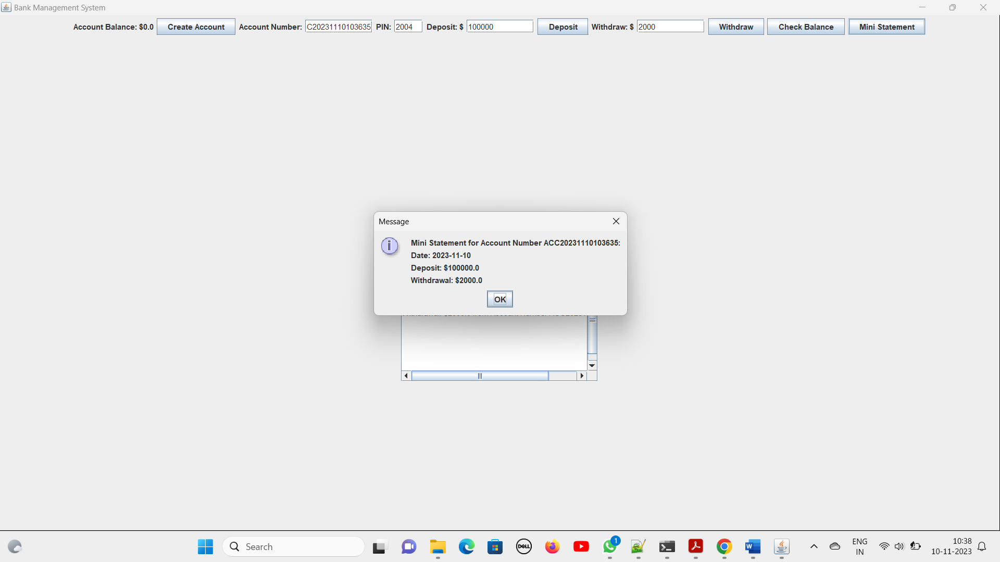 Bank Management System
Account Balance: $0.0 Create Account Account Number: C20231110103635 PIN: 2004 Deposit: $ 100000 Deposit Withdraw: $ 2000 Withdraw Check Balance Mini Statement
Message
Mini Statement for Account Number ACC20231110103635:
Date: 2023-11-10
Deposit: $100000.0
Withdrawal: $2000.0
OK
Search
DELL
1
W
ENG
IN
10:38
10-11-2023